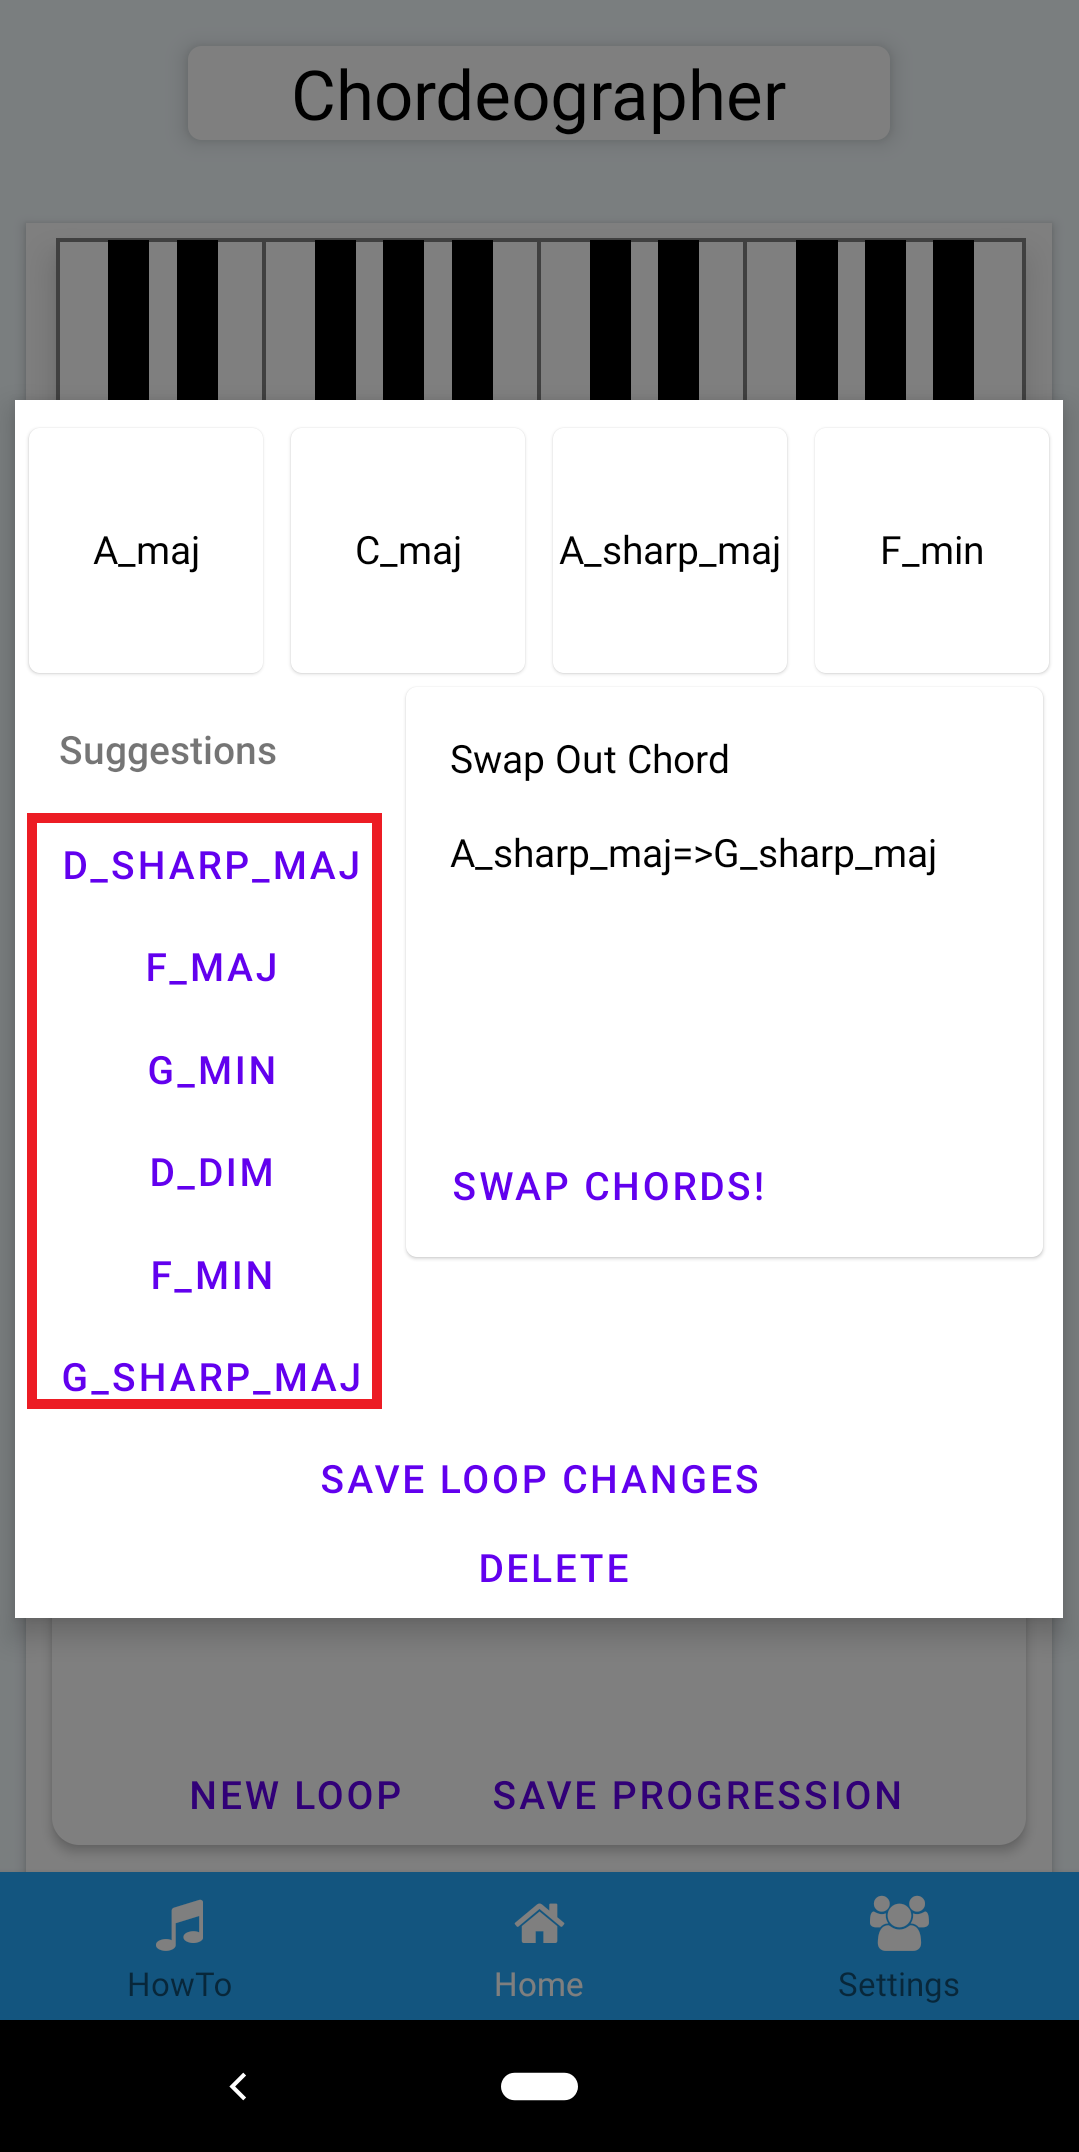 Chordeographer
A_maj
C_maj
A_sharp_maj
F_min
Suggestions
D_SHARP_MAJ
F_MAJ
G_MIN
D_DIM
F_MIN
G_SHARP_MAJ
Swap Out Chord
A_sharp_maj=>G_sharp_maj
SWAP CHORDS!
SAVE LOOP CHANGES
DELETE
NEW LOOP
SAVE PROGRESSION
HowTo
Home
Settings